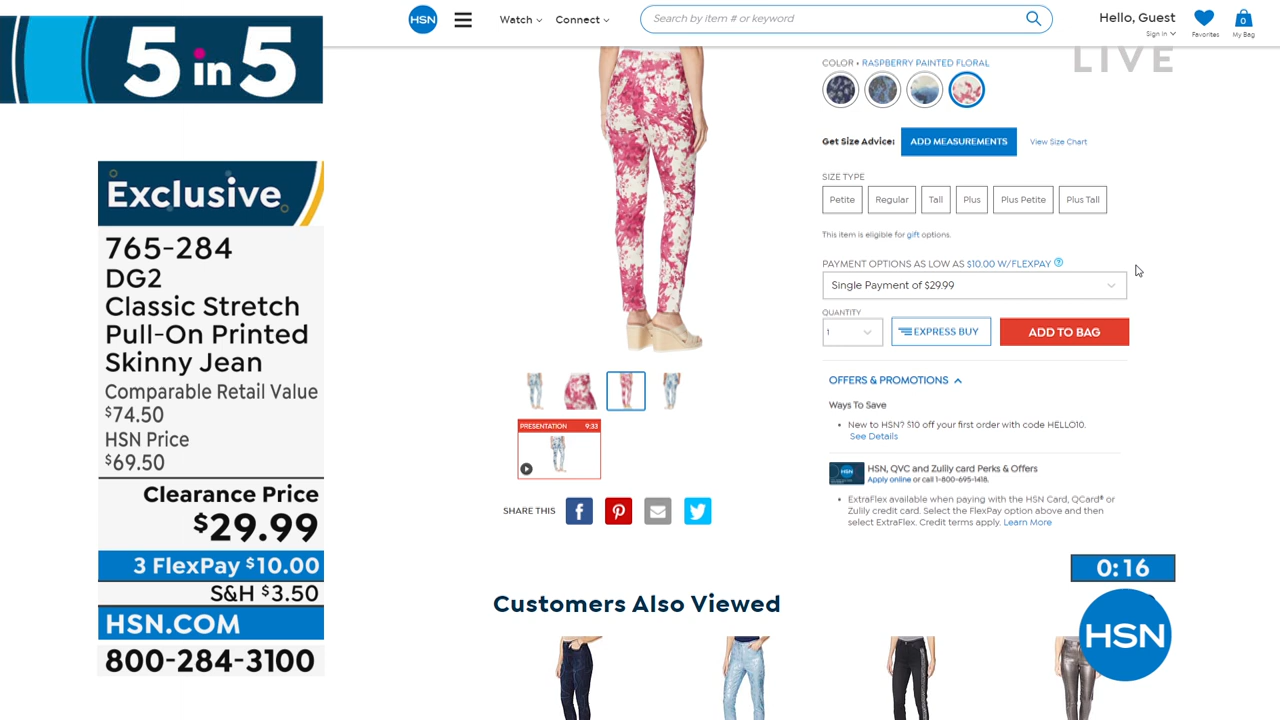 5 in 5
Exclusive
765-284
DG2
Classic Stretch
Pull-On Printed
Skinny Jean
Comparable Retail Value
$74.50
HSN Price
$69.50
Clearance Price
$29.99
3 FlexPay $10.00
S&H $3.50
HSN.COM
800-284-3100
HSN
Watch
Connect
Search by item # or keyword
Hello, Guest
Sign In
Favorites
0
My Bag
LIVE
COLOR • RASPBERRY PAINTED FLORAL
Get Size Advice:
ADD MEASUREMENTS
View Size Chart
SIZE TYPE
Petite
Regular
Tall
Plus
Plus Petite
Plus Tall
This item is eligible for gift options.
PAYMENT OPTIONS AS LOW AS $10.00 W/FLEXPAY ?
Single Payment of $29.99
QUANTITY
1
EXPRESS BUY
ADD TO BAG
OFFERS & PROMOTIONS
Ways To Save
• New to HSN? $10 off your first order with code HELLO10.
See Details
HSN, QVC and Zulily card Perks & Offers
Apply online or call 1-800-695-1418.
• ExtraFlex available when paying with the HSN Card, QCard® or
Zulily credit card. Select the FlexPay option above and then
select ExtraFlex. Credit terms apply. Learn More
PRESENTATION 9:33
SHARE THIS
Customers Also Viewed
0:16
HSN